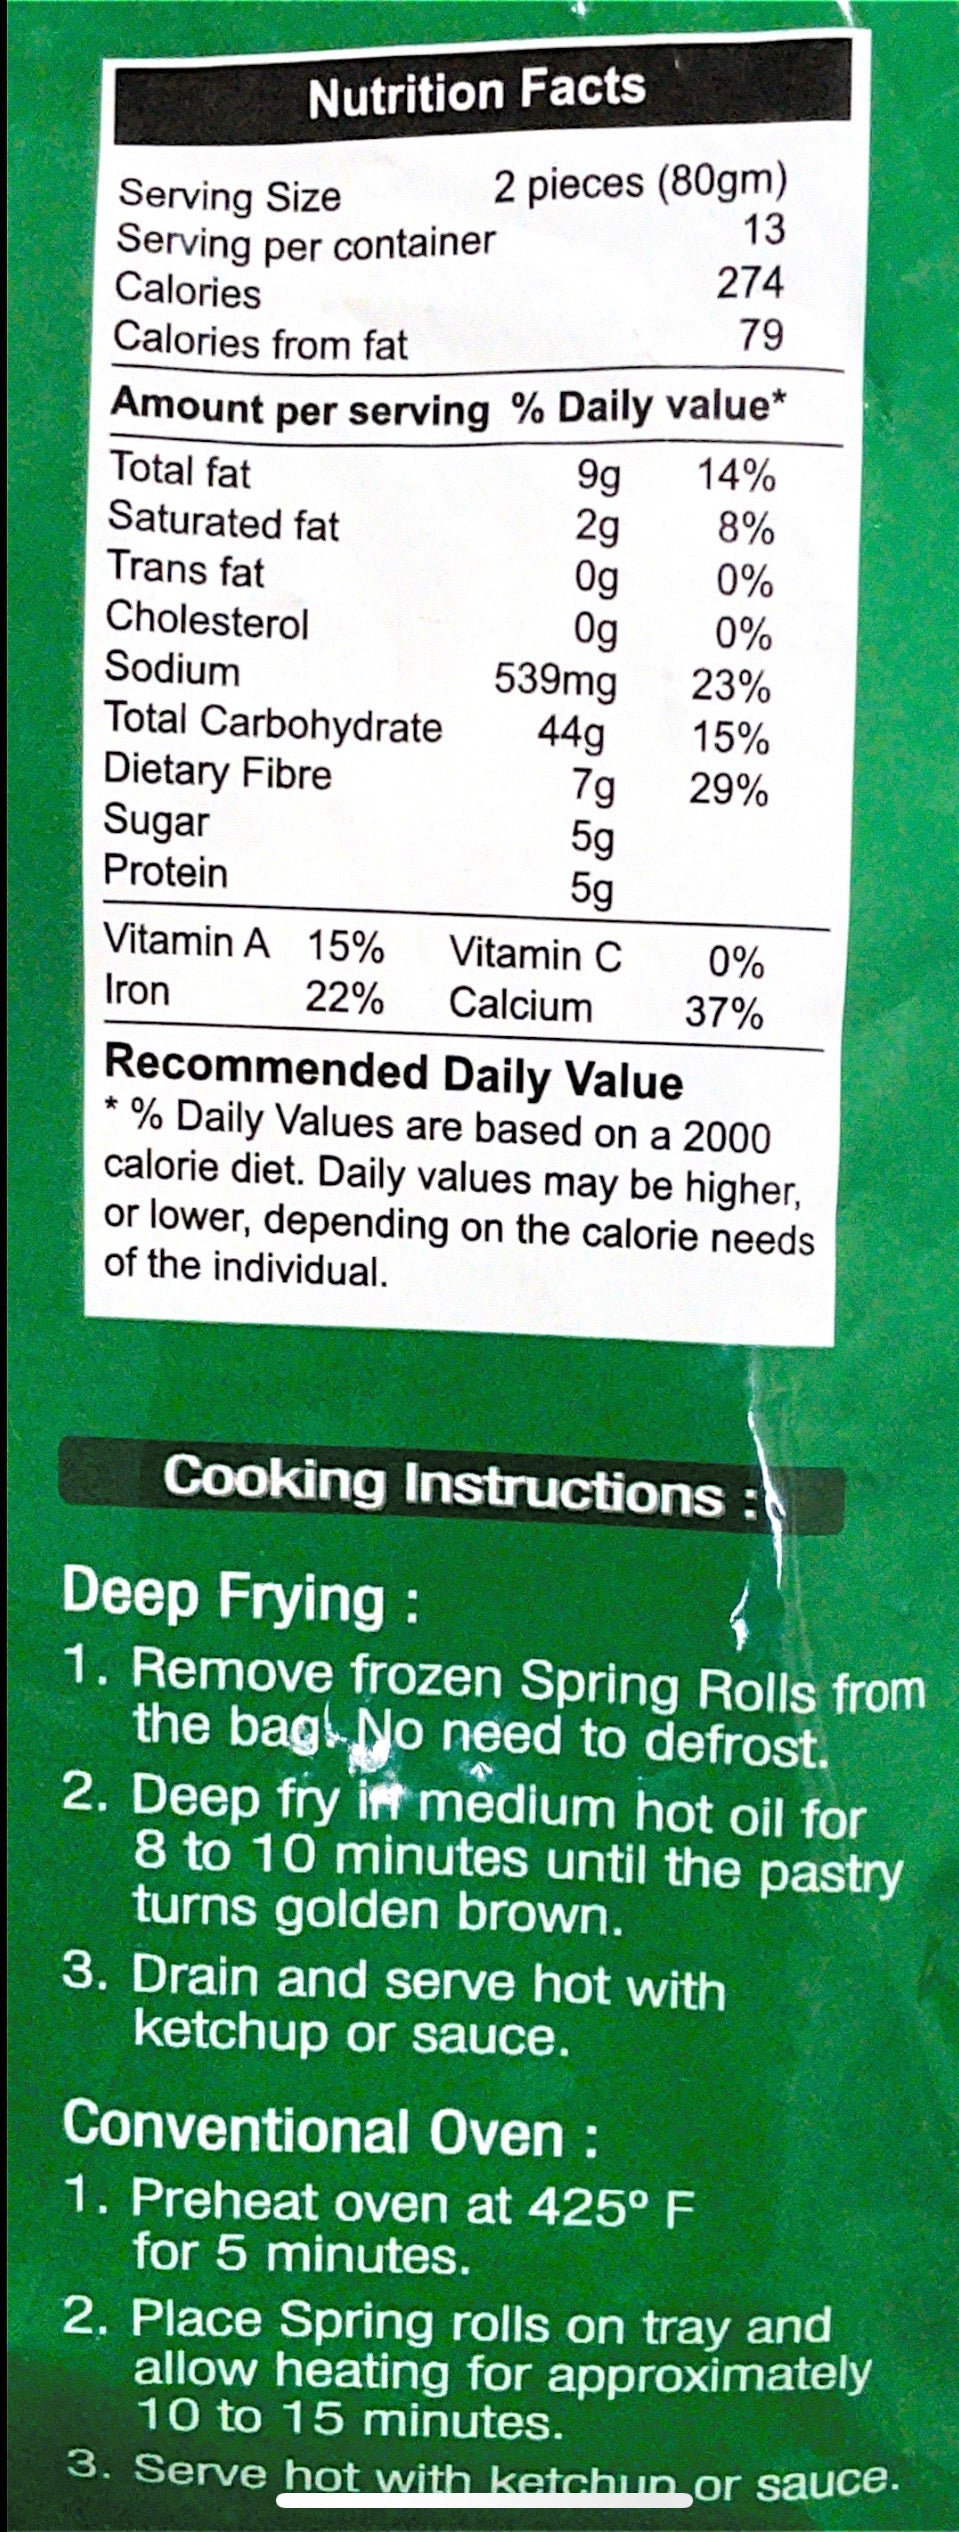 Nutrition Facts
Serving Size 2 pieces (80gm)
Serving per container 13
Calories 274
Calories from fat 79
Amount per serving % Daily value*
Total fat 9g 14%
Saturated fat 2g 8%
Trans fat 0g 0%
Cholesterol 0g 0%
Sodium 539mg 23%
Total Carbohydrate 44g 15%
Dietary Fibre 7g 29%
Sugar 5g
Protein 5g
Vitamin A 15% Vitamin C 0%
Iron 22% Calcium 37%
Recommended Daily Value
* % Daily Values are based on a 2000
calorie diet. Daily values may be higher,
or lower, depending on the calorie needs
of the individual.
Cooking Instructions :
Deep Frying :
1. Remove frozen Spring Rolls from
the bag. No need to defrost.
2. Deep fry in medium hot oil for
8 to 10 minutes until the pastry
turns golden brown.
3. Drain and serve hot with
ketchup or sauce.
Conventional Oven :
1. Preheat oven at 425º F
for 5 minutes.
2. Place Spring rolls on tray and
allow heating for approximately
10 to 15 minutes.
3. Serve hot with ketchup or sauce.